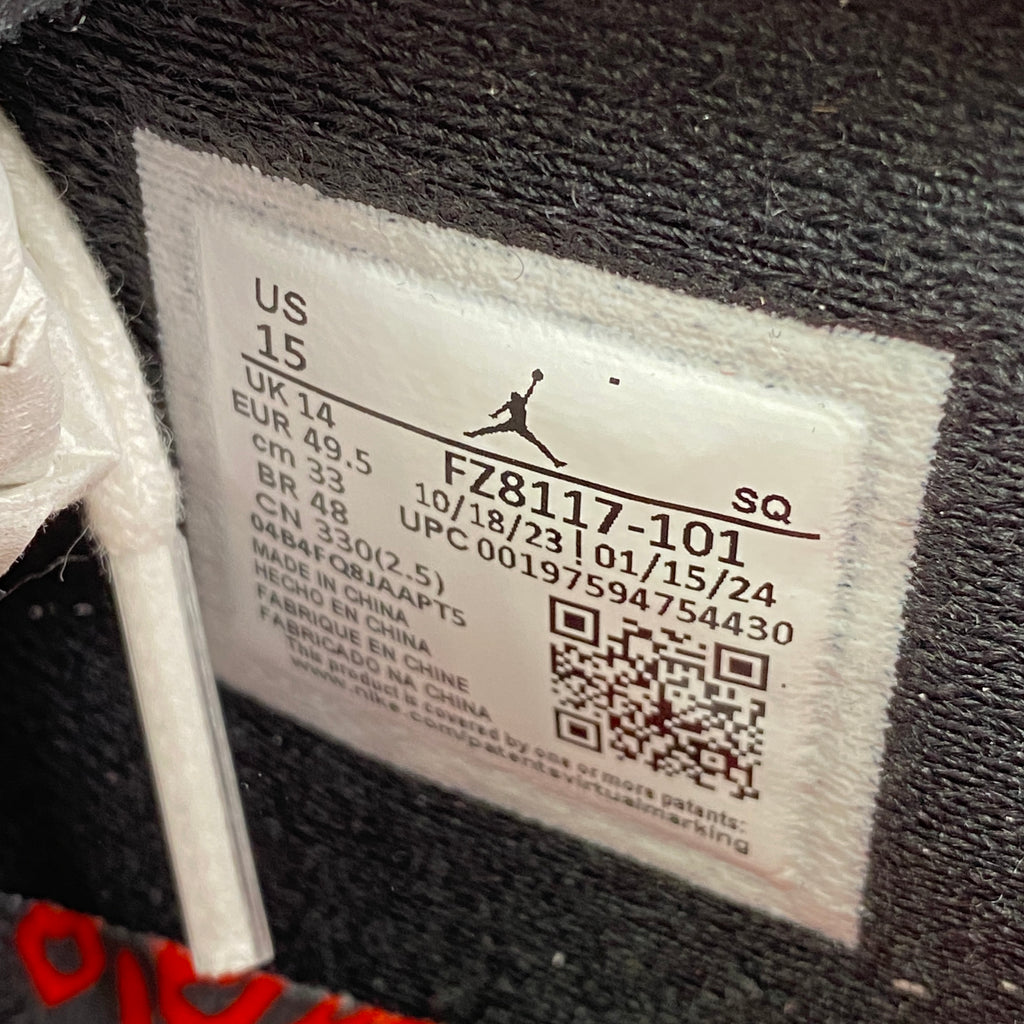 US
15
UK 14
EUR 49.5
cm 33
BR 48
CN 330(2.5)
04B4FQ8JAAPT5
MADE IN CHINA
HECHO EN CHINA
FABRIQUE EN CHINE
FABRICADO NA CHINA
This product is covered by one or more patents:
www.nike.com/patentsvirtualmarking
SQ
FZ8117-101
10/18/23 | 01/15/24
UPC 00197594754430